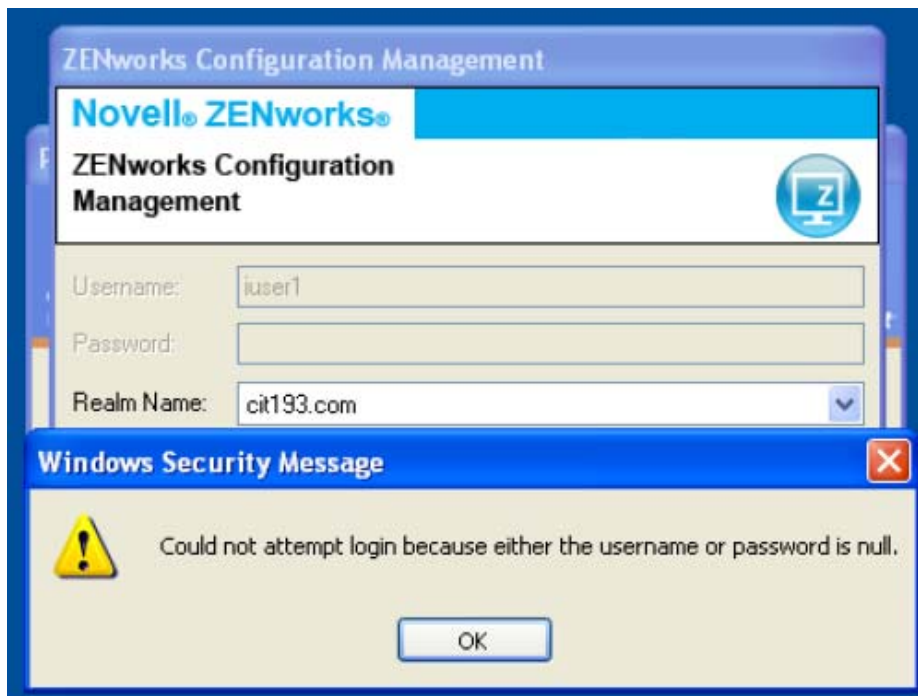 ZENworks Configuration Management
Novell® ZENworks®
ZENworks Configuration
Management
Z
Username: iuser1
Password:
Realm Name: cit193.com
Windows Security Message
Could not attempt login because either the username or password is null.
OK